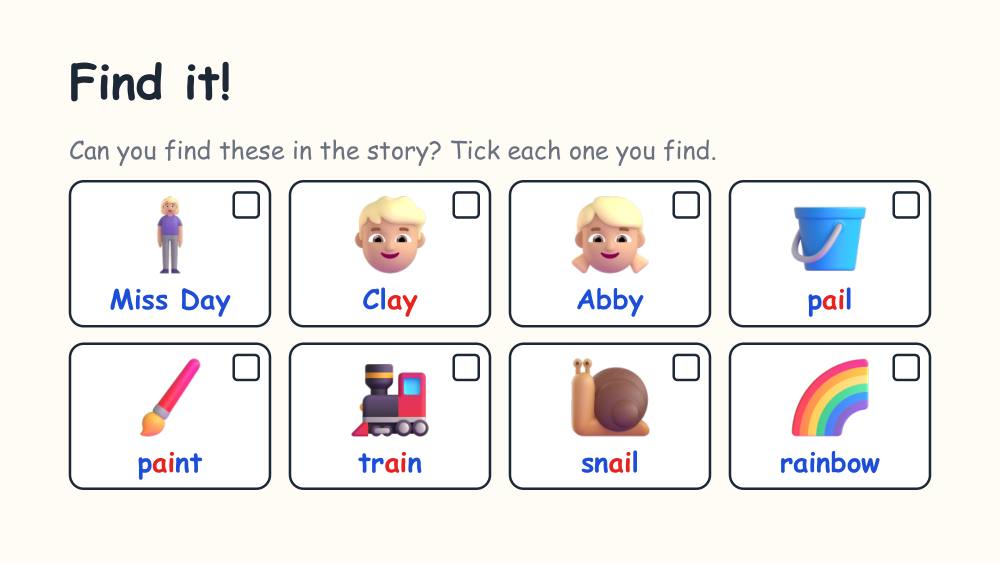 Find it!
Can you find these in the story? Tick each one you find.
Miss Day
Clay
Abby
pail
paint
train
snail
rainbow